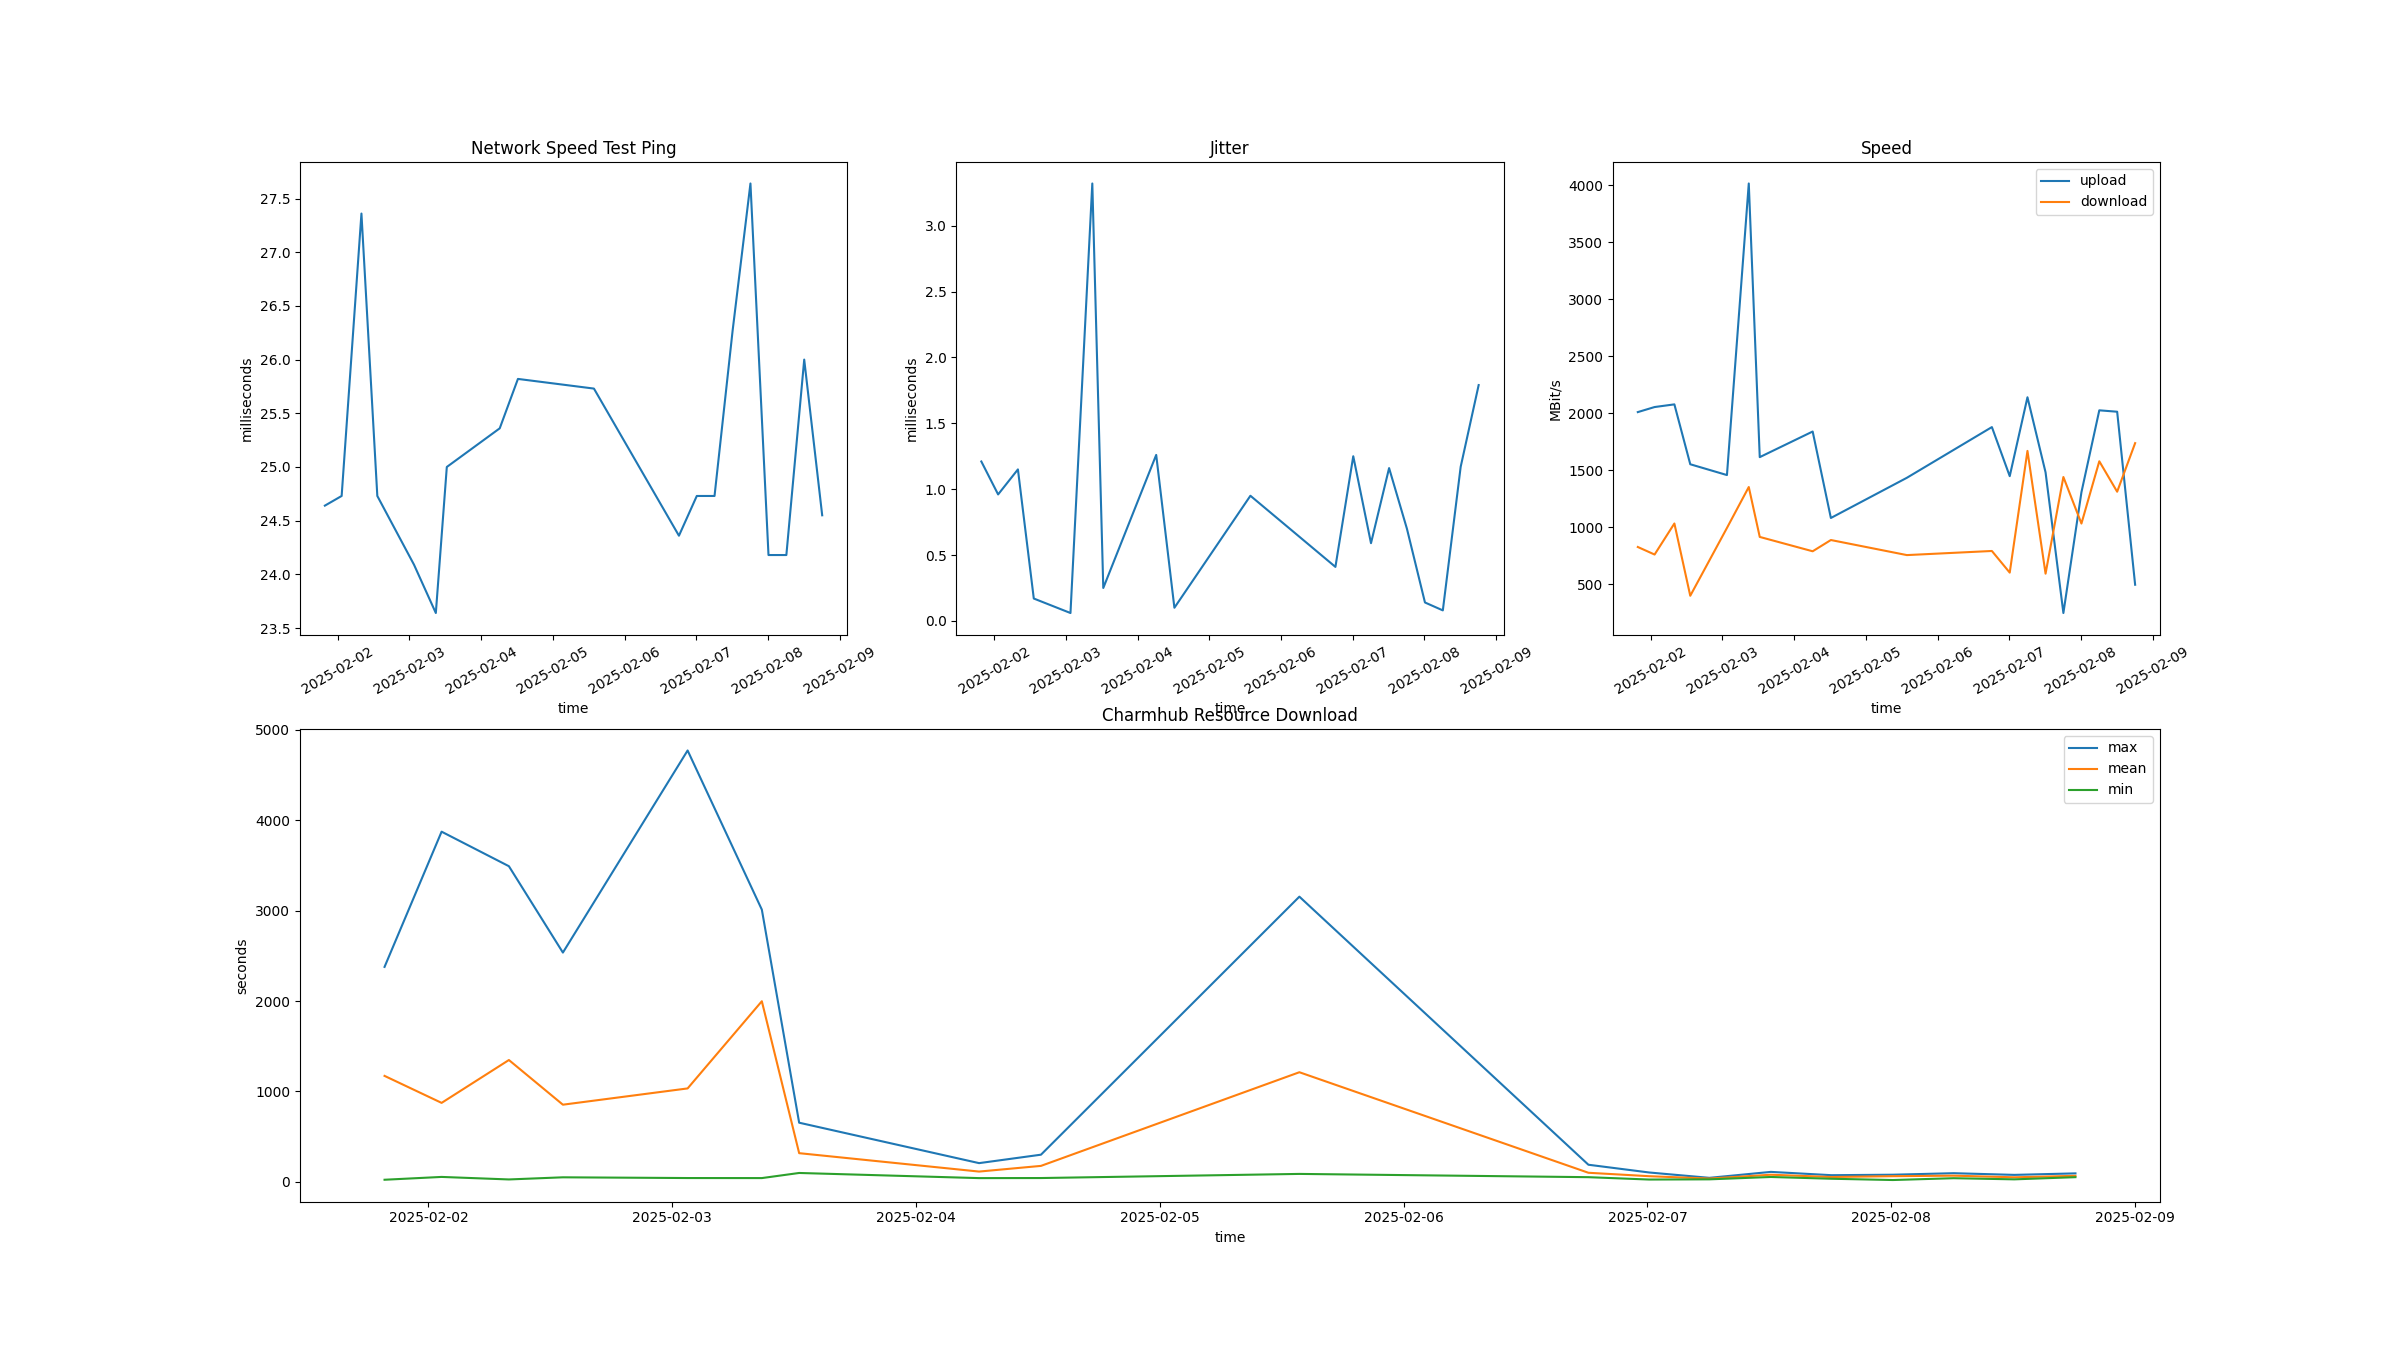 Network Speed Test Ping
milliseconds
27.5
27.0
26.5
26.0
25.5
25.0
24.5
24.0
23.5
2025-02-02 2025-02-03 2025-02-04 2025-02-05 2025-02-06 2025-02-07 2025-02-08 2025-02-09
time
Jitter
milliseconds
3.0
2.5
2.0
1.5
1.0
0.5
0.0
2025-02-02 2025-02-03 2025-02-04 2025-02-05 2025-02-06 2025-02-07 2025-02-08 2025-02-09
time
Speed
upload
download
MBit/s
4000
3500
3000
2500
2000
1500
1000
500
2025-02-02 2025-02-03 2025-02-04 2025-02-05 2025-02-06 2025-02-07 2025-02-08 2025-02-09
time
Charmhub Resource Download
max
mean
min
seconds
5000
4000
3000
2000
1000
0
2025-02-02 2025-02-03 2025-02-04 2025-02-05 2025-02-06 2025-02-07 2025-02-08 2025-02-09
time